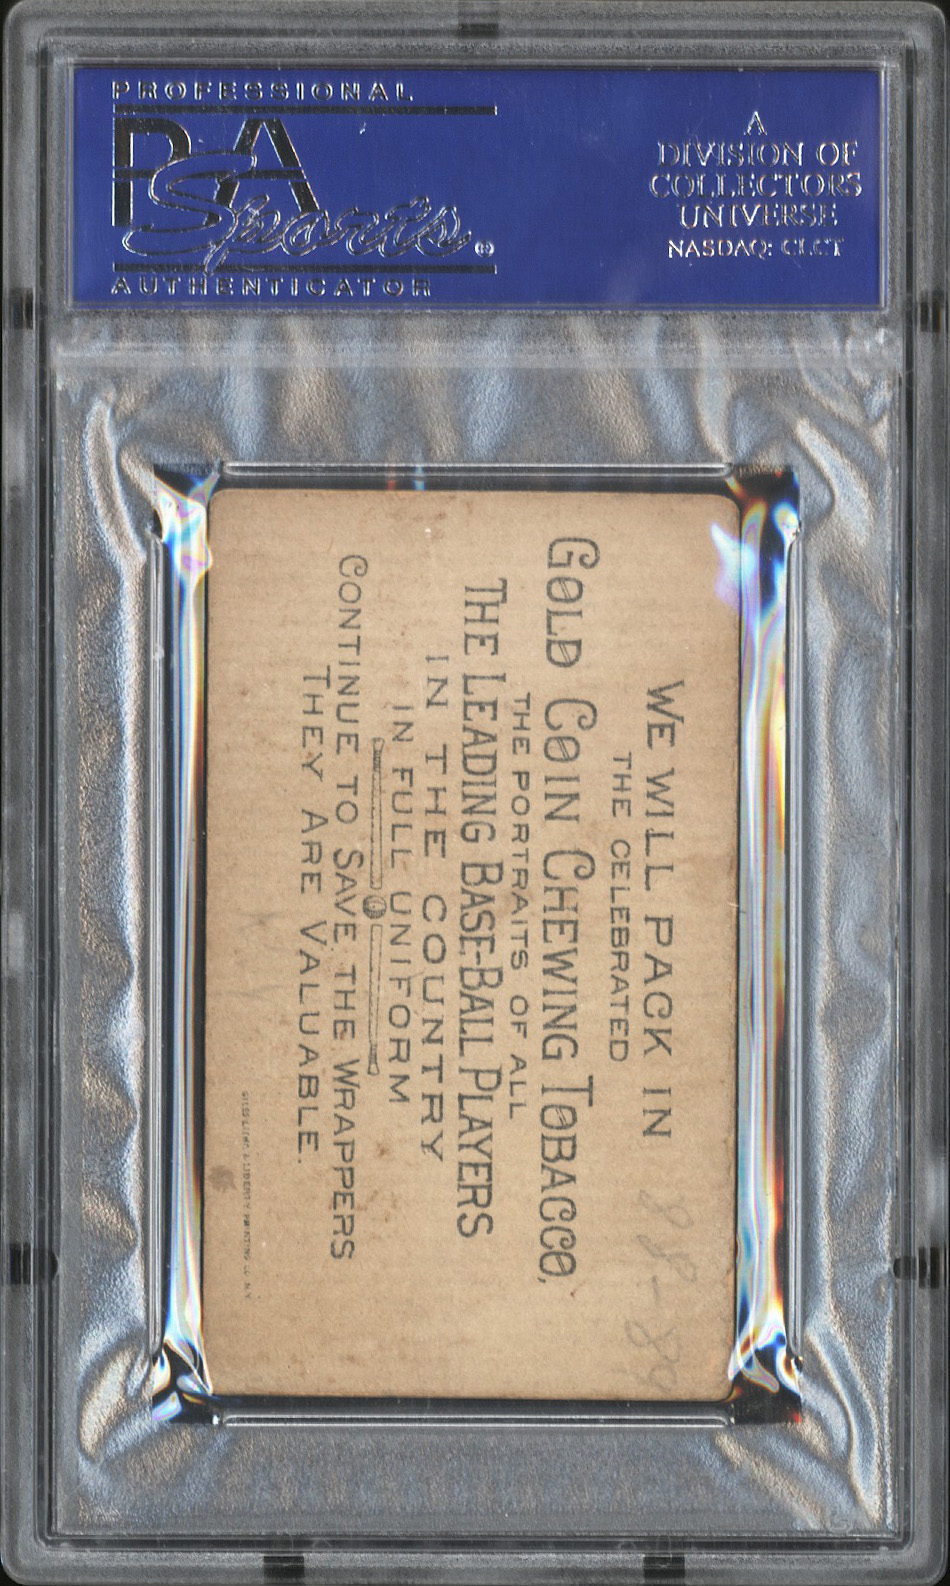 PROFESSIONAL
PSA
Sports®
AUTHENTICATOR
A
DIVISION OF
COLLECTORS
UNIVERSE
NASDAQ: CLCT
WE WILL PACK IN
THE CELEBRATED
GOLD COIN CHEWING TOBACCO,
THE PORTRAITS OF ALL
THE LEADING BASE-BALL PLAYERS
IN THE COUNTRY
IN FULL UNIFORM
CONTINUE TO SAVE THE WRAPPERS
THEY ARE VALUABLE.
88-89